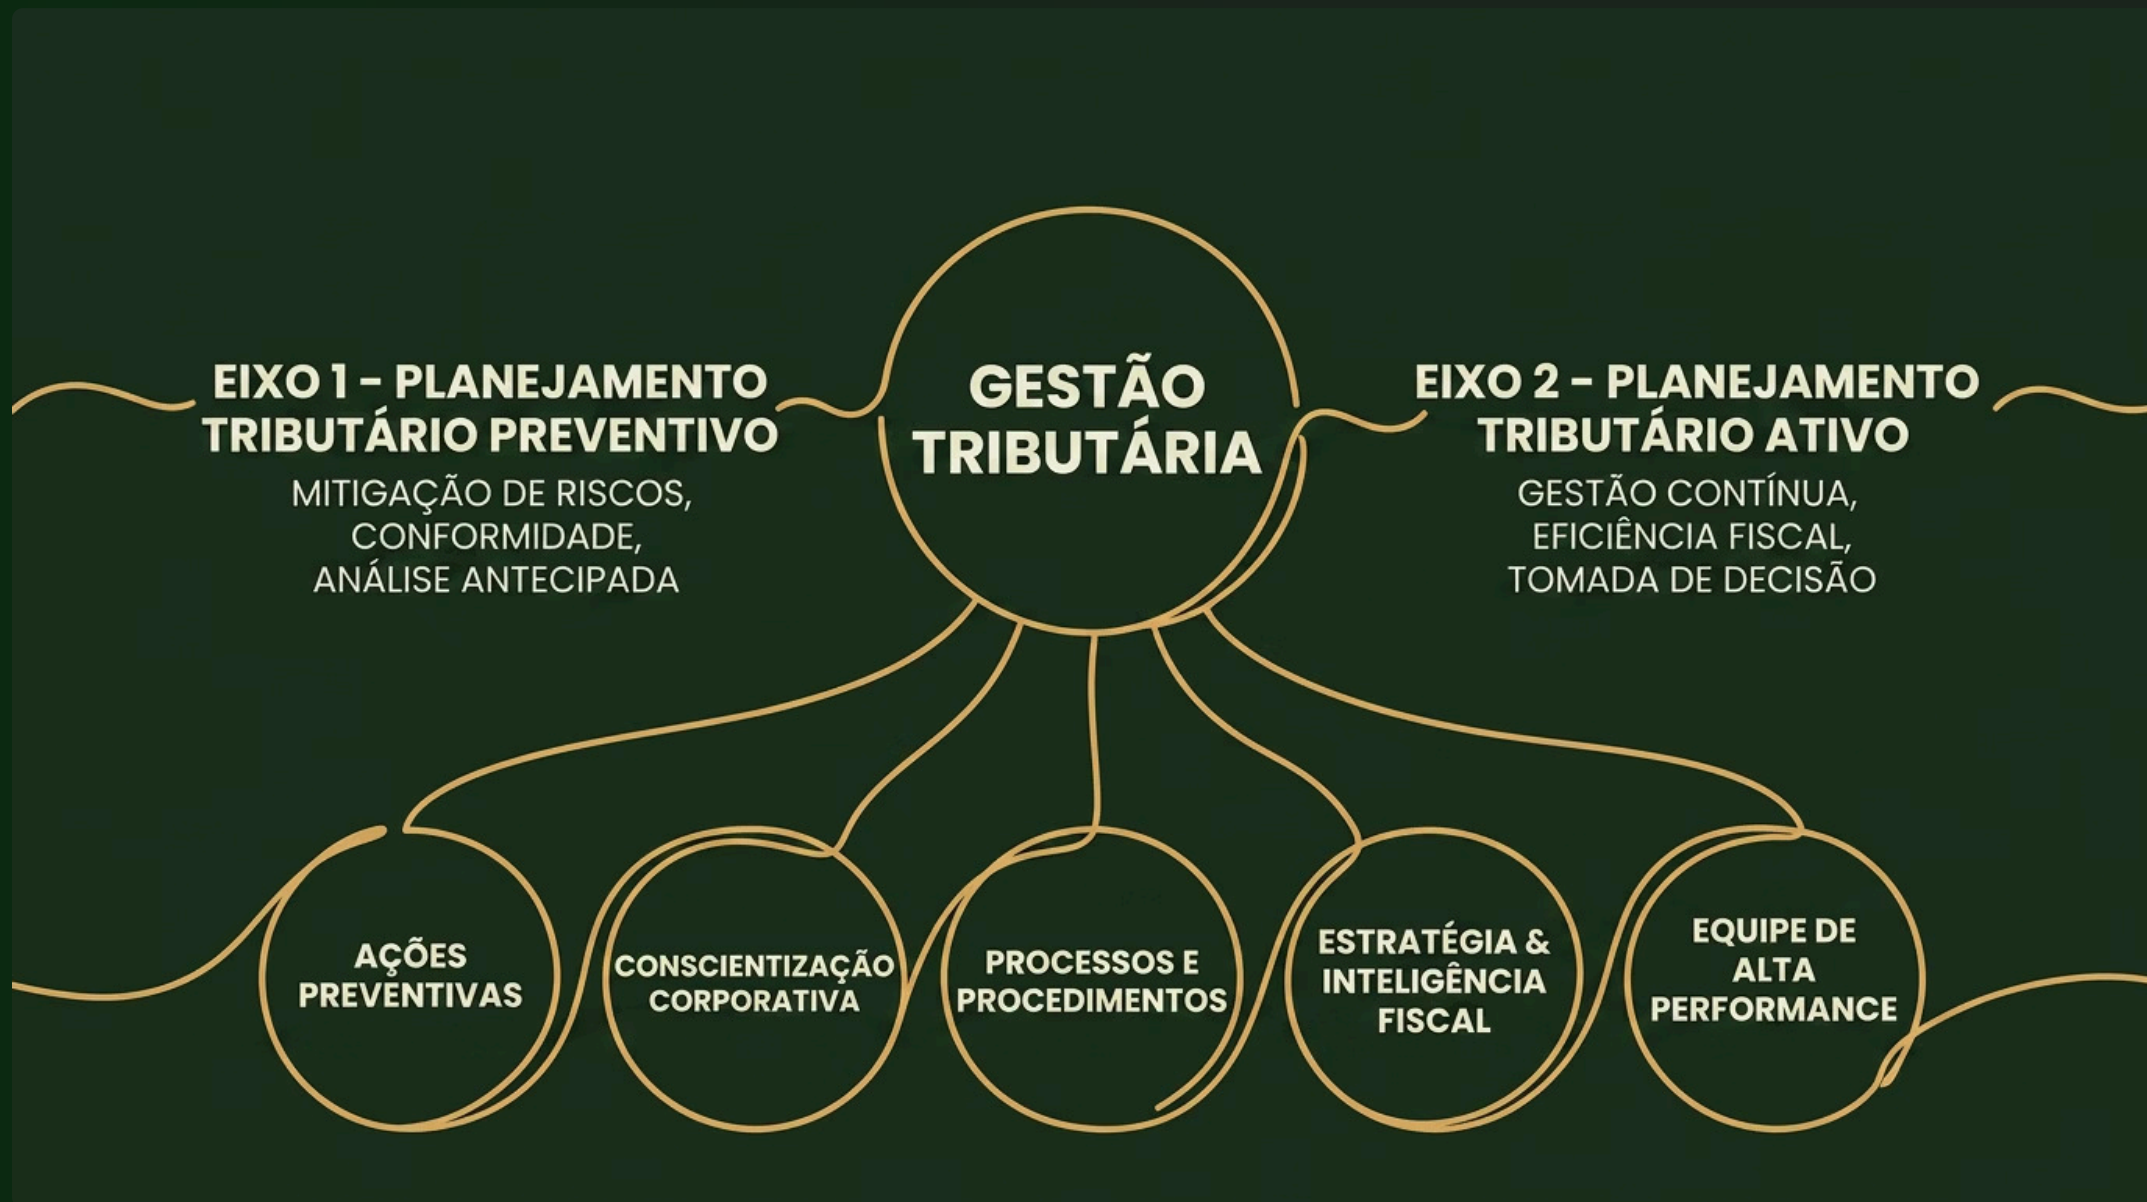 EIXO 1 - PLANEJAMENTO
TRIBUTÁRIO PREVENTIVO
MITIGAÇÃO DE RISCOS,
CONFORMIDADE,
ANÁLISE ANTECIPADA
GESTÃO
TRIBUTÁRIA
EIXO 2 - PLANEJAMENTO
TRIBUTÁRIO ATIVO
GESTÃO CONTÍNUA,
EFICIÊNCIA FISCAL,
TOMADA DE DECISÃO
AÇÕES
PREVENTIVAS
CONSCIENTIZAÇÃO
CORPORATIVA
PROCESSOS E
PROCEDIMENTOS
ESTRATÉGIA &
INTELIGÊNCIA
FISCAL
EQUIPE DE
ALTA
PERFORMANCE